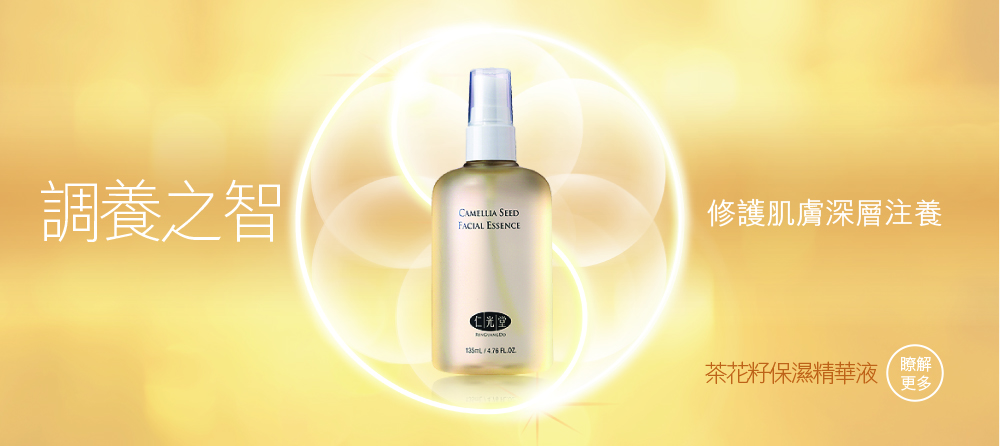 調養之智
CAMELLIA SEED
FACIAL ESSENCE
仁光堂
135mL / 4.76 FL.OZ.
修護肌膚深層注養
茶花籽保濕精華液
瞭解
更多